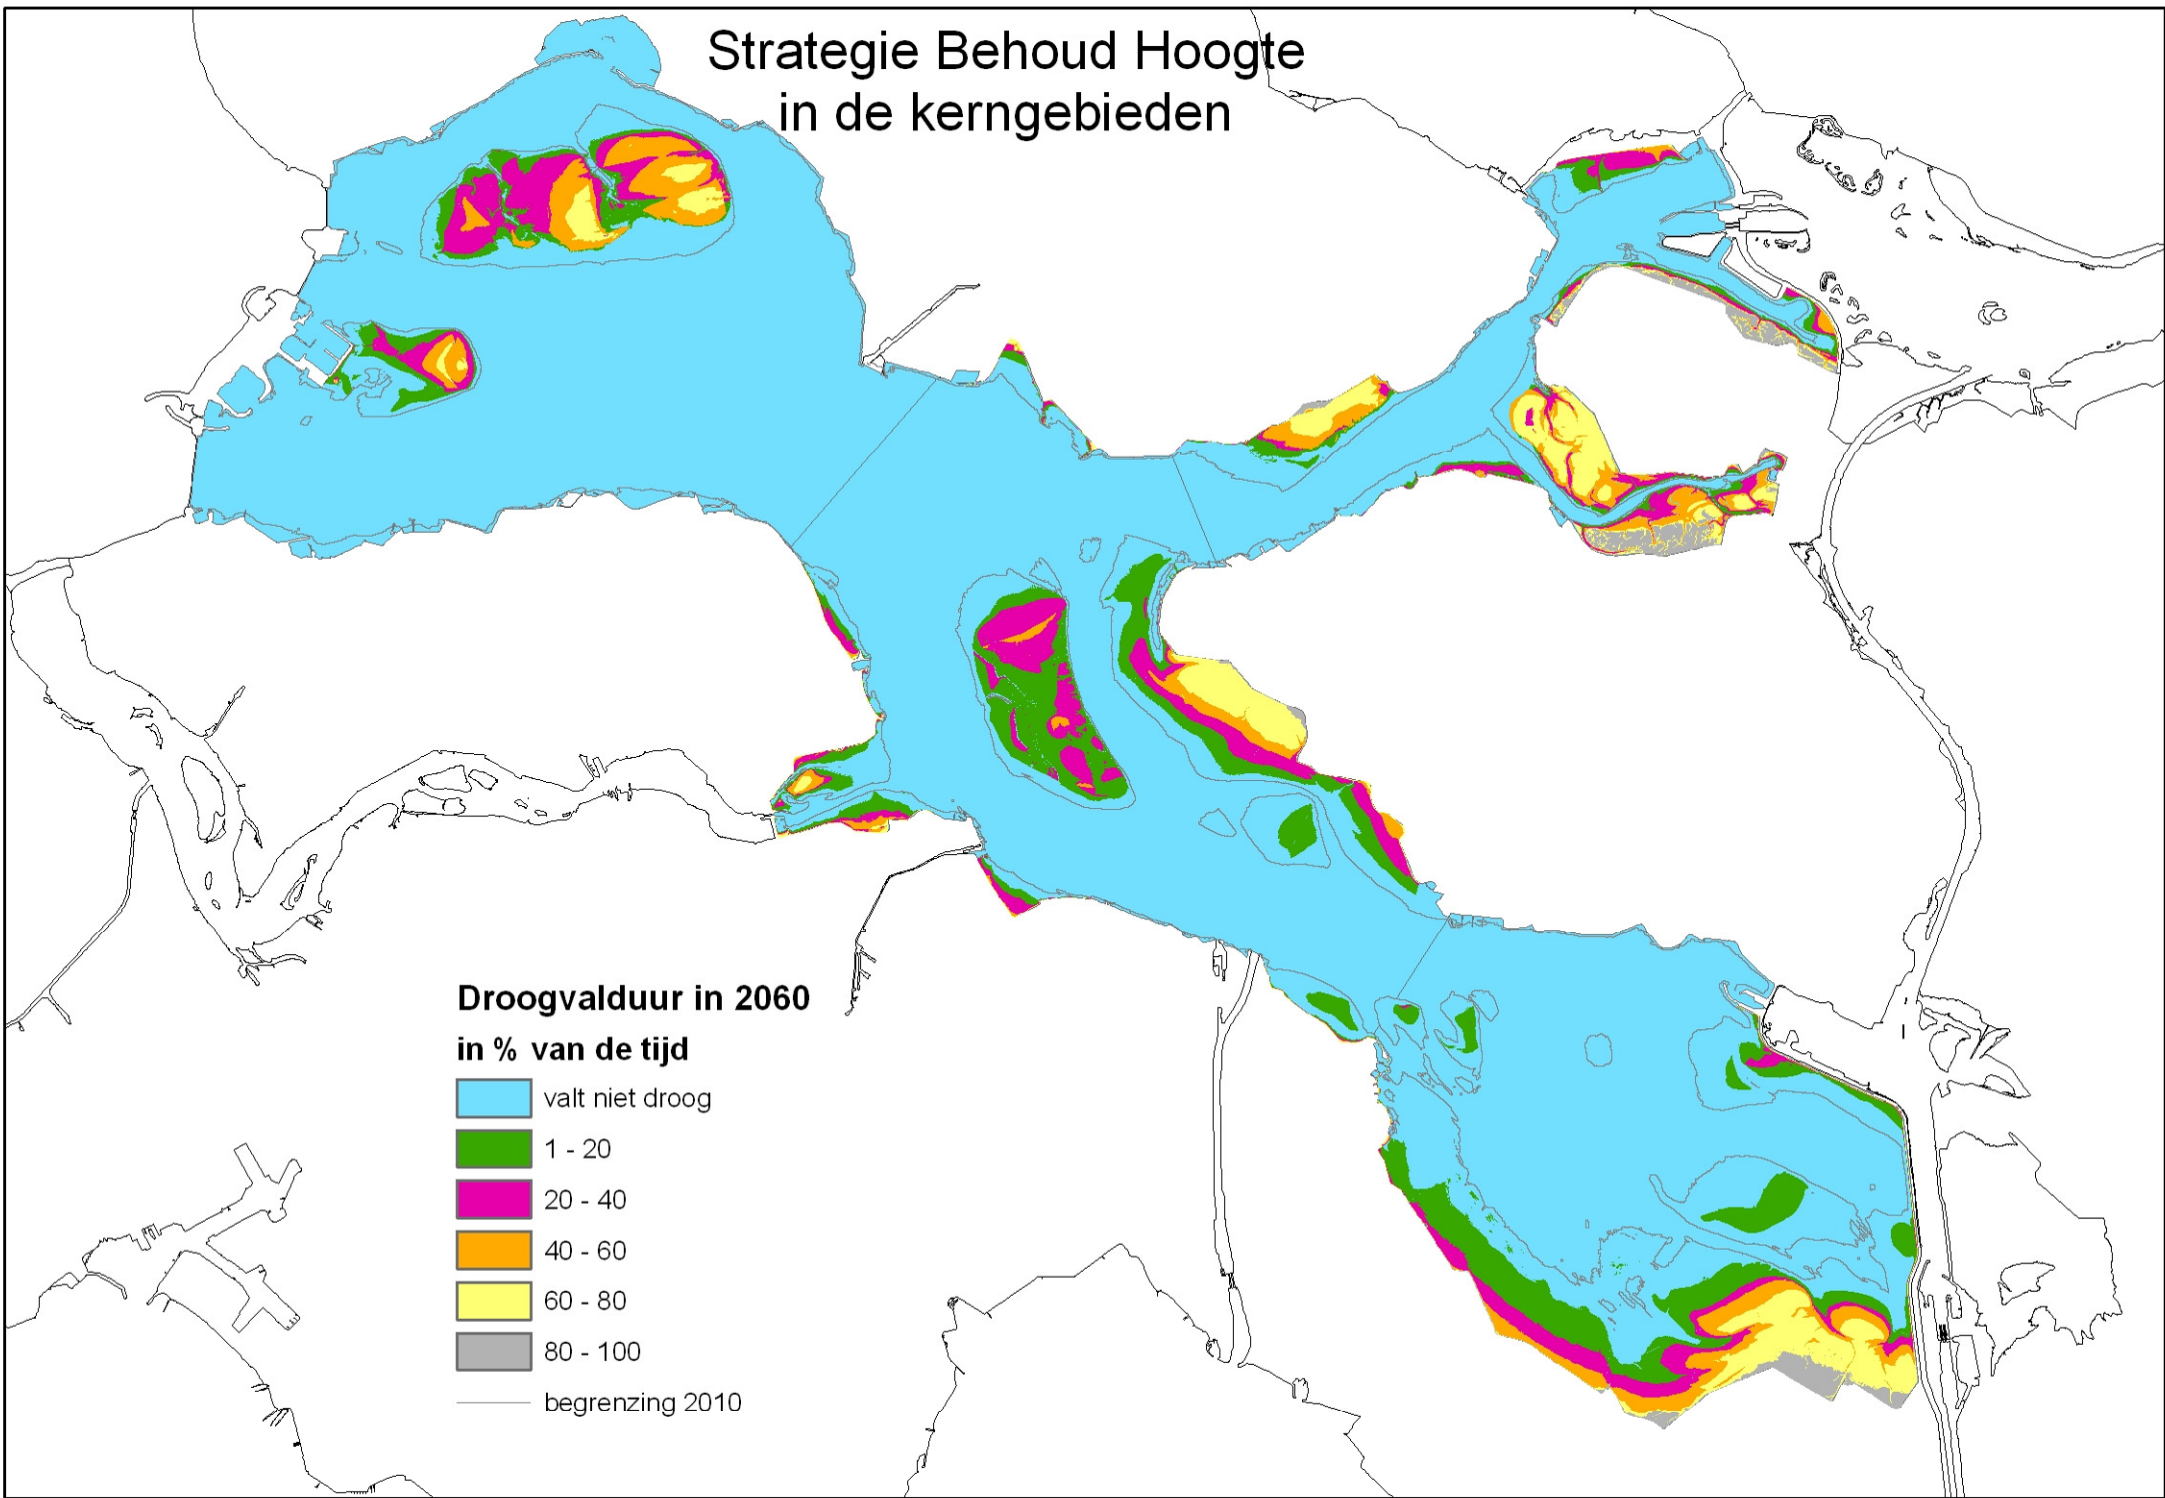 Strategie Behoud Hoogte
in de kerngebieden
Droogvalduur in 2060
in % van de tijd
valt niet droog
1 - 20
20 - 40
40 - 60
60 - 80
80 - 100
begrenzing 2010